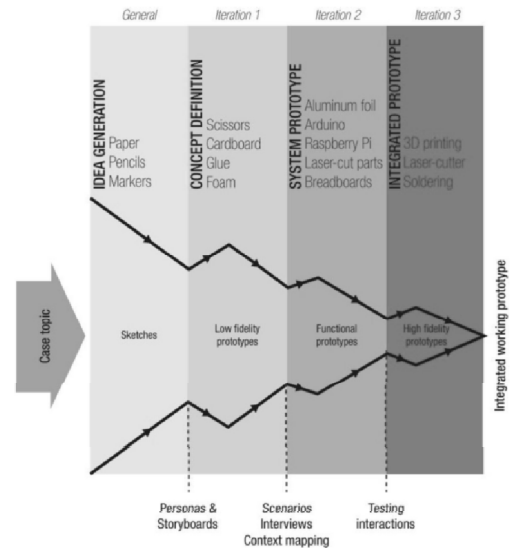 General
Iteration 1
Iteration 2
Iteration 3
IDEA GENERATION
Paper
Pencils
Markers
CONCEPT DEFINITION
Scissors
Cardboard
Glue
Foam
SYSTEM PROTOTYPE
Aluminum foil
Arduino
Raspberry Pi
Laser-cut parts
Breadboards
INTEGRATED PROTOTYPE
3D printing
Laser-cutter
Soldering
Case topic
Sketches
Low fidelity
prototypes
Functional
prototypes
High fidelity
prototypes
Integrated working prototype
Personas &
Storyboards
Scenarios
Interviews
Context mapping
Testing
interactions